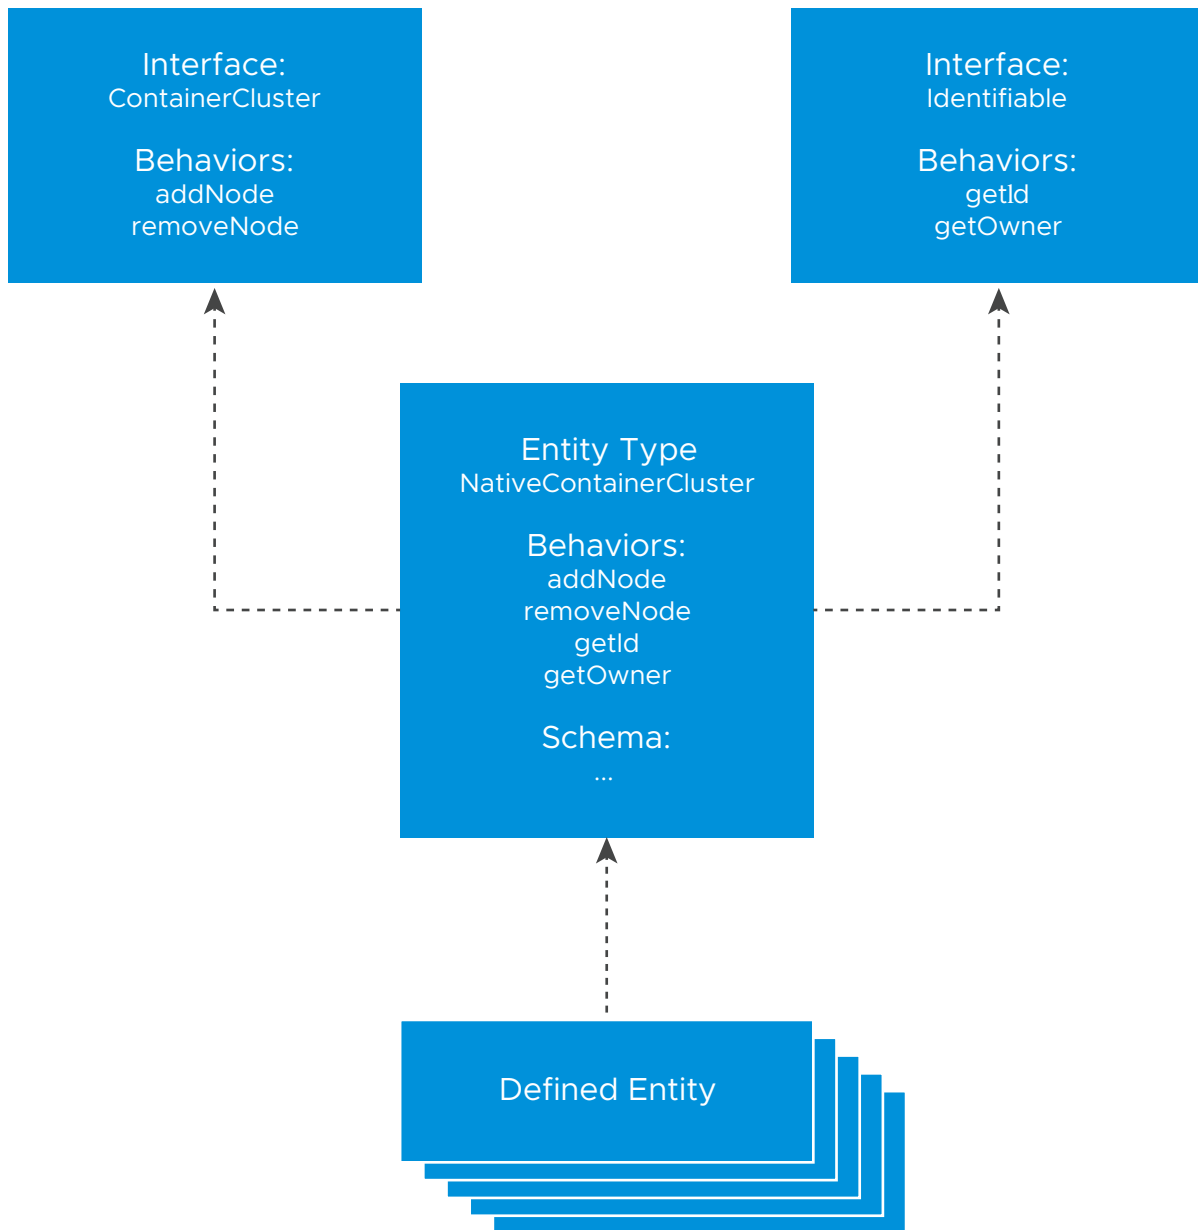 Interface:
ContainerCluster
Behaviors:
addNode
removeNode
Interface:
Identifiable
Behaviors:
getId
getOwner
Entity Type
NativeContainerCluster
Behaviors:
addNode
removeNode
getId
getOwner
Schema:
...
Defined Entity